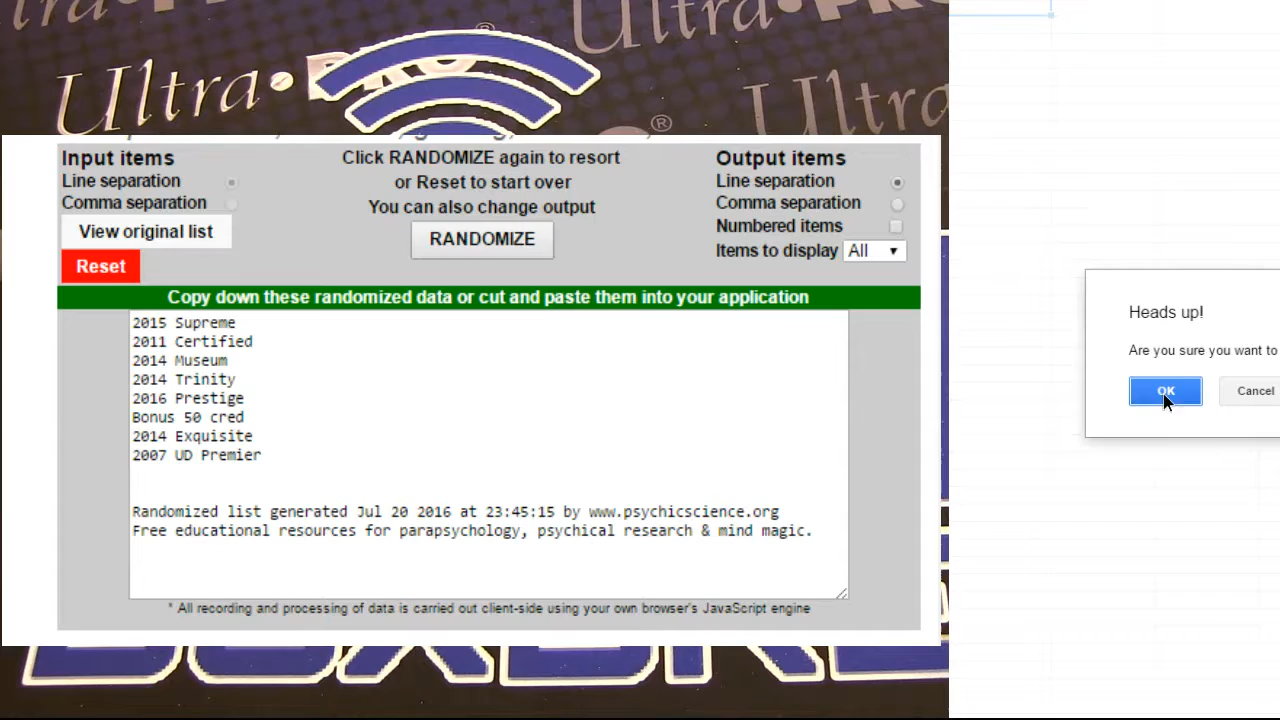 Ultra PRO
Ultra PRO
Ultra PRO
Ultra
Input items
Line separation
Comma separation
View original list
Reset
Click RANDOMIZE again to resort
or Reset to start over
You can also change output
RANDOMIZE
Output items
Line separation
Comma separation
Numbered items
Items to display All
Copy down these randomized data or cut and paste them into your application
2015 Supreme
2011 Certified
2014 Museum
2014 Trinity
2016 Prestige
Bonus 50 cred
2014 Exquisite
2007 UD Premier
Randomized list generated Jul 20 2016 at 23:45:15 by www.psychicscience.org
Free educational resources for parapsychology, psychical research & mind magic.
* All recording and processing of data is carried out client-side using your own browser's JavaScript engine
Heads up!
Are you sure you want to
OK
Cancel